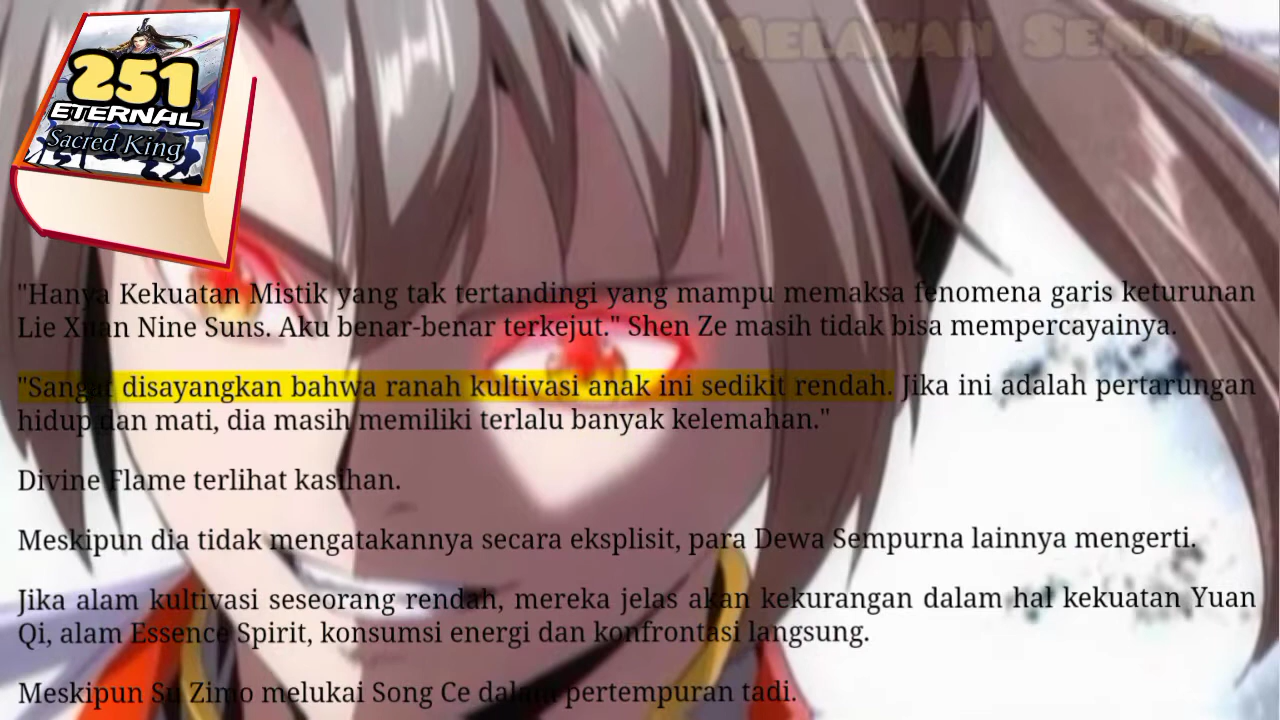 Melawan Semua
251
ETERNAL
Sacred King
"Hanya Kekuatan Mistik yang tak tertandingi yang mampu memaksa fenomena garis keturunan
Lie Xuan Nine Suns. Aku benar-benar terkejut." Shen Ze masih tidak bisa mempercayainya.
"Sangat disayangkan bahwa ranah kultivasi anak ini sedikit rendah. Jika ini adalah pertarungan
hidup dan mati, dia masih memiliki terlalu banyak kelemahan."
Divine Flame terlihat kasihan.
Meskipun dia tidak mengatakannya secara eksplisit, para Dewa Sempurna lainnya mengerti.
Jika alam kultivasi seseorang rendah, mereka jelas akan kekurangan dalam hal kekuatan Yuan
Qi, alam Essence Spirit, konsumsi energi dan konfrontasi langsung.
Meskipun Su Zimo melukai Song Ce dalam pertempuran tadi.